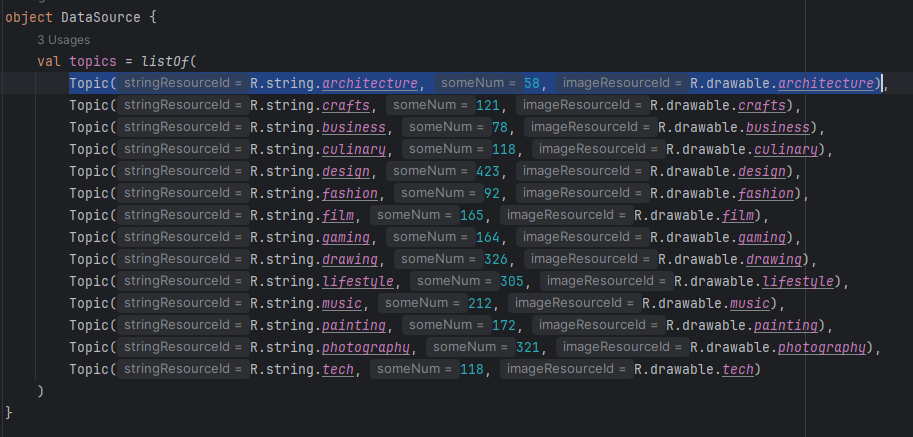 object DataSource {
3 Usages
val topics = listOf(
Topic( stringResourceId = R.string.architecture, someNum = 58, imageResourceId = R.drawable.architecture),
Topic( stringResourceId = R.string.crafts, someNum = 121, imageResourceId = R.drawable.crafts),
Topic( stringResourceId = R.string.business, someNum = 78, imageResourceId = R.drawable.business),
Topic( stringResourceId = R.string.culinary, someNum = 118, imageResourceId = R.drawable.culinary),
Topic( stringResourceId = R.string.design, someNum = 423, imageResourceId = R.drawable.design),
Topic( stringResourceId = R.string.fashion, someNum = 92, imageResourceId = R.drawable.fashion),
Topic( stringResourceId = R.string.film, someNum = 165, imageResourceId = R.drawable.film),
Topic( stringResourceId = R.string.gaming, someNum = 164, imageResourceId = R.drawable.gaming),
Topic( stringResourceId = R.string.drawing, someNum = 326, imageResourceId = R.drawable.drawing),
Topic( stringResourceId = R.string.lifestyle, someNum = 305, imageResourceId = R.drawable.lifestyle),
Topic( stringResourceId = R.string.music, someNum = 212, imageResourceId = R.drawable.music),
Topic( stringResourceId = R.string.painting, someNum = 172, imageResourceId = R.drawable.painting),
Topic( stringResourceId = R.string.photography, someNum = 321, imageResourceId = R.drawable.photography),
Topic( stringResourceId = R.string.tech, someNum = 118, imageResourceId = R.drawable.tech)
)
}